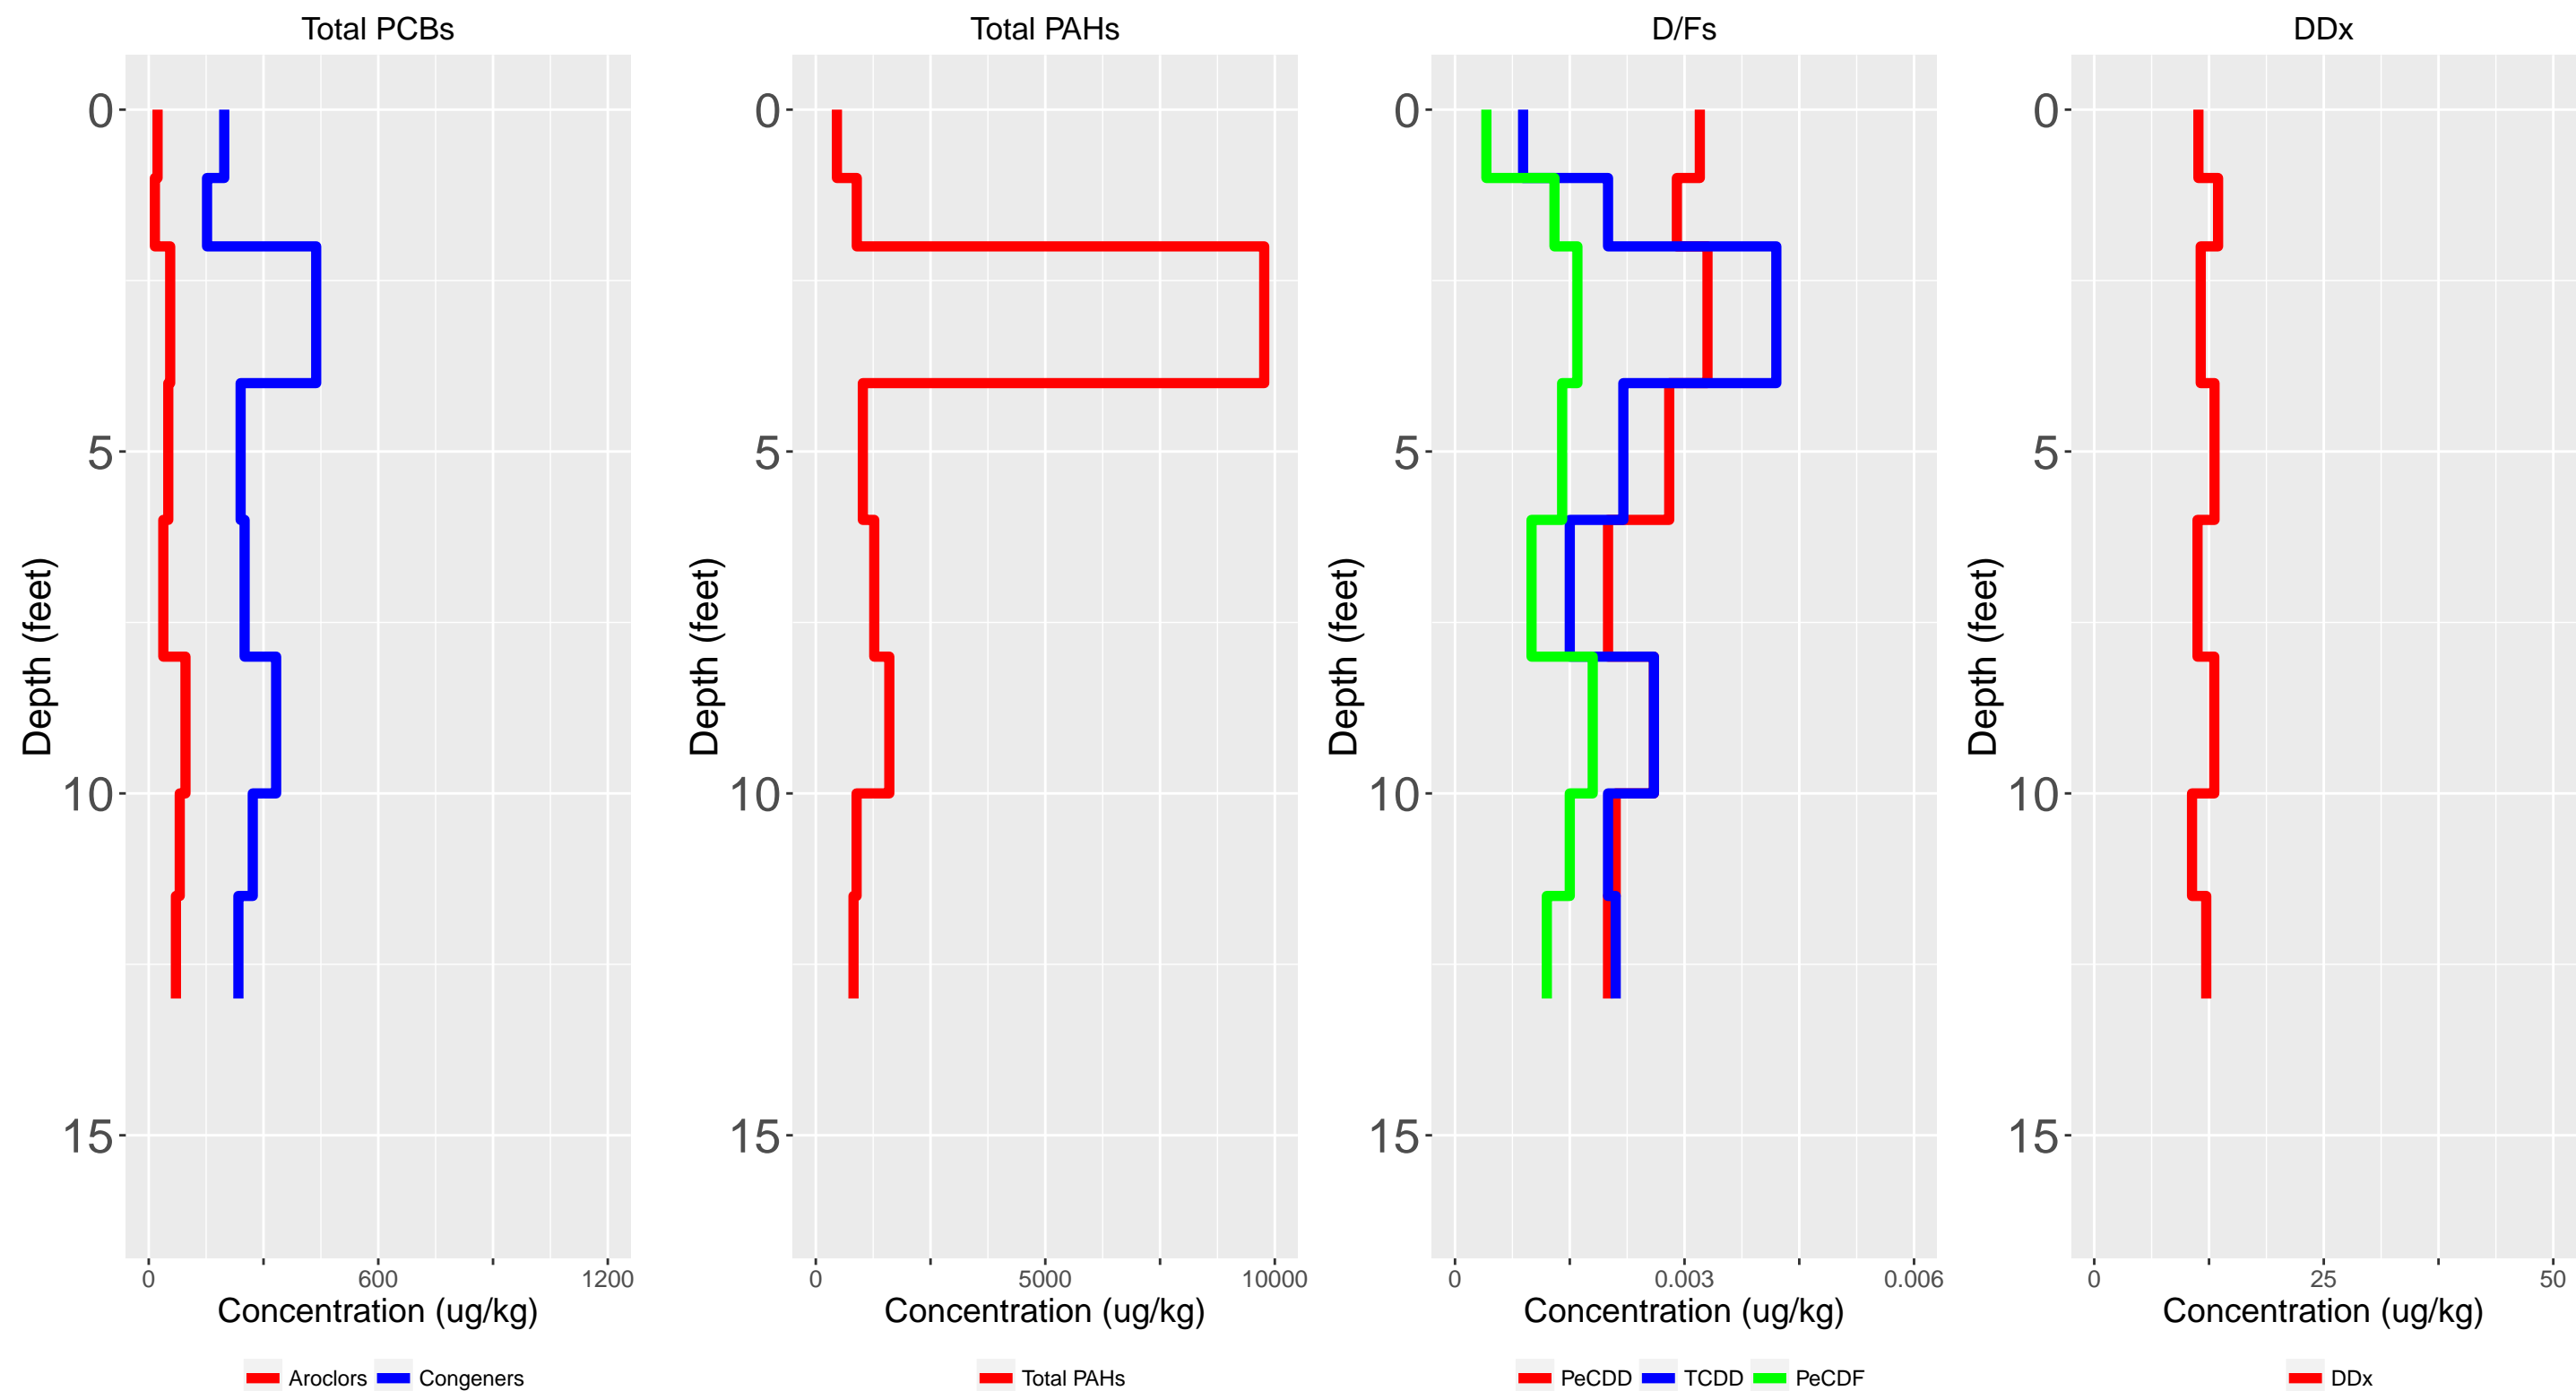 Total PCBs
0
5
10
15
Depth (feet)
0 600 1200
Concentration (ug/kg)
Aroclors Congeners
Total PAHs
0
5
10
15
Depth (feet)
0 5000 10000
Concentration (ug/kg)
Total PAHs
D/Fs
0
5
10
15
Depth (feet)
0 0.003 0.006
Concentration (ug/kg)
PeCDD TCDD PeCDF
DDx
0
5
10
15
Depth (feet)
0 25 50
Concentration (ug/kg)
DDx